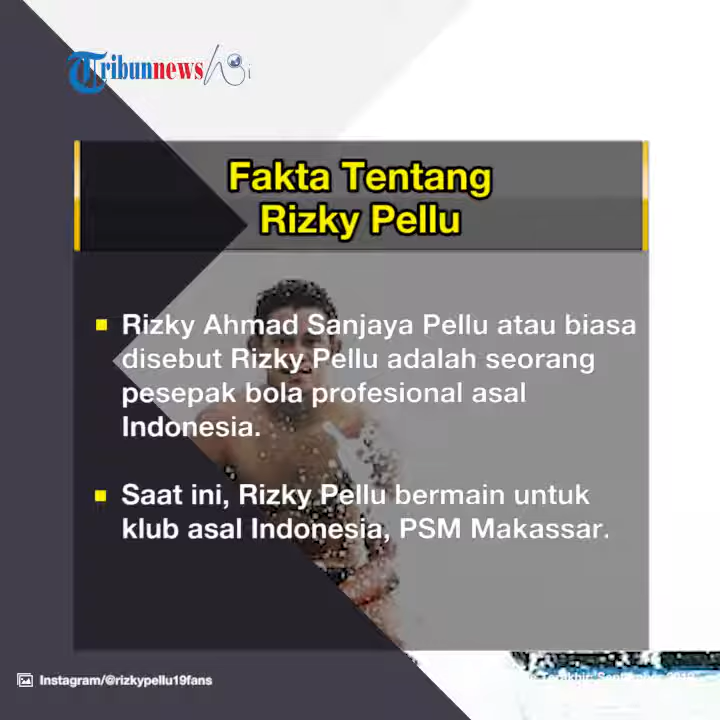 Tribunnewswiki
Fakta Tentang
Rizky Pellu
Rizky Ahmad Sanjaya Pellu atau biasa
disebut Rizky Pellu adalah seorang
pesepak bola profesional asal
Indonesia.
Saat ini, Rizky Pellu bermain untuk
klub asal Indonesia, PSM Makassar.
Instagram/@rizkypellu19fans